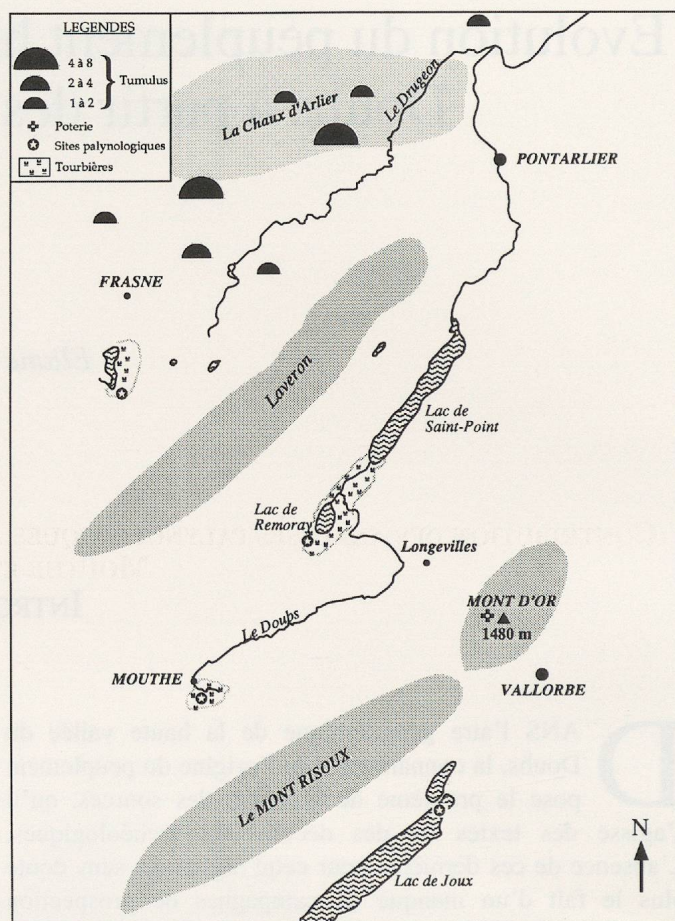 LEGENDES
4 à 8
2 à 4
1 à 2
Tumulus
Poterie
Sites palynologiques
Tourbières
La Chaux d'Arlier
Le Drugeon
PONTARLIER
FRASNE
Laveron
Lac de
Saint-Point
Lac de
Remoray
Longevilles
MONT D'OR
1480 m
Le Doubs
MOUTHE
VALLORBE
Le MONT RISOUX
Lac de Joux
N